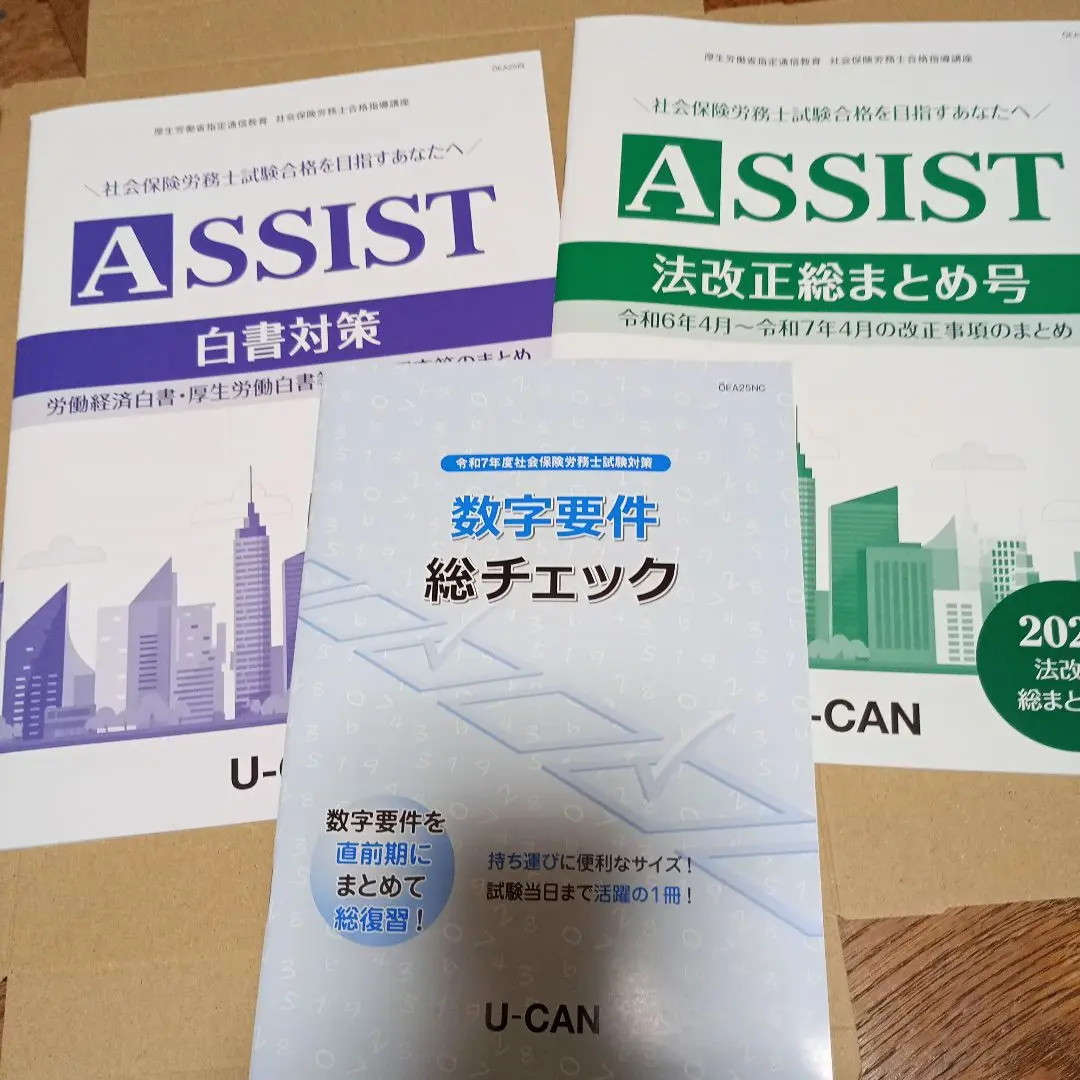 ÖEA25IS
厚生労働省指定通信教育 社会保険労務士合格指導講座
＼社会保険労務士試験合格を目指すあなたへ／
ASSIST
白書対策
労働経済白書・厚生労働白書
のまとめ
U-
厚生労働省指定通信教育 社会保険労務士合格指導講座
＼社会保険労務士試験合格を目指すあなたへ／
ASSIST
法改正総まとめ号
令和6年4月～令和7年4月の改正事項のまとめ
202
法改
総まと
-CAN
ÖEA25NC
令和7年度社会保険労務士試験対策
数字要件
総チェック
数字要件を
直前期に
まとめて
総復習！
持ち運びに便利なサイズ！
試験当日まで活躍の1冊！
U-CAN